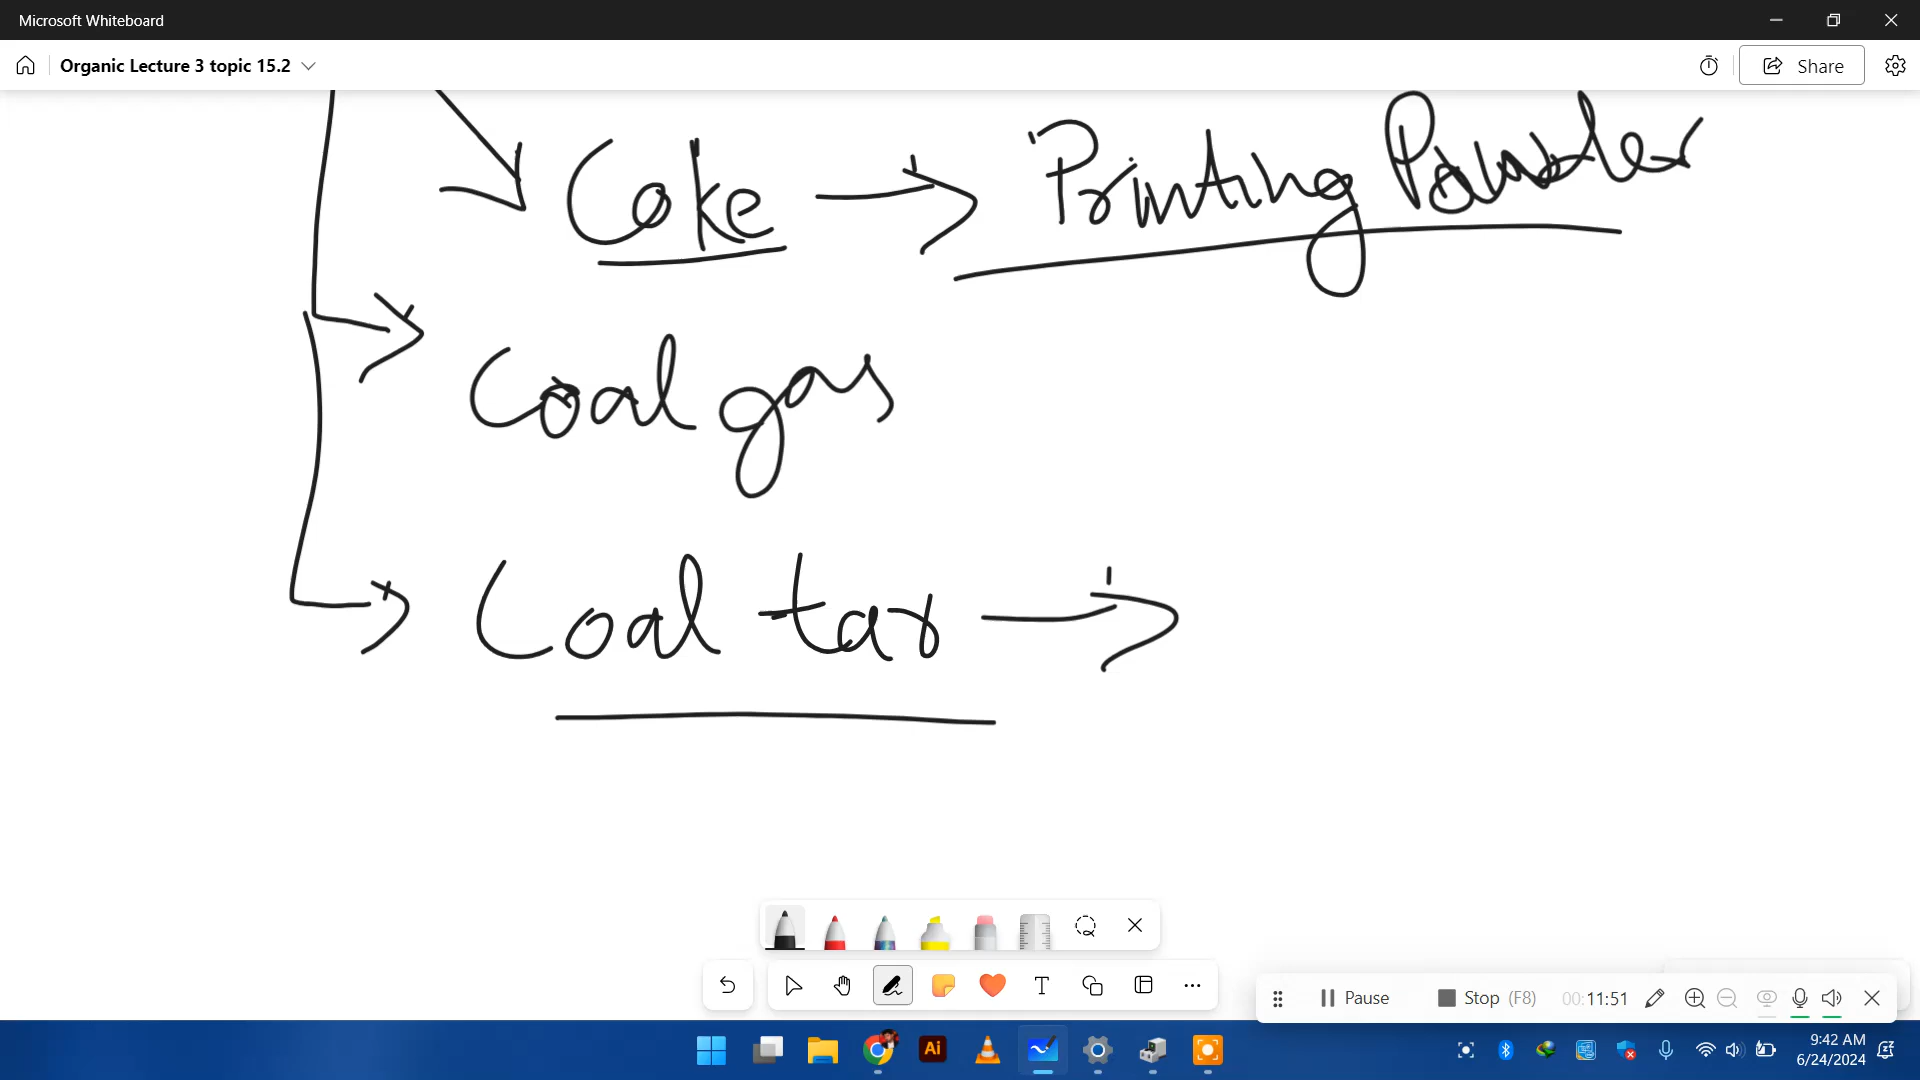 Microsoft Whiteboard
Organic Lecture 3 topic 15.2
Share
Coke → Printing Powder
Coal gas
Coal tar →
Pause
Stop (F8)
00:11:51
Ai
9:42 AM
6/24/2024